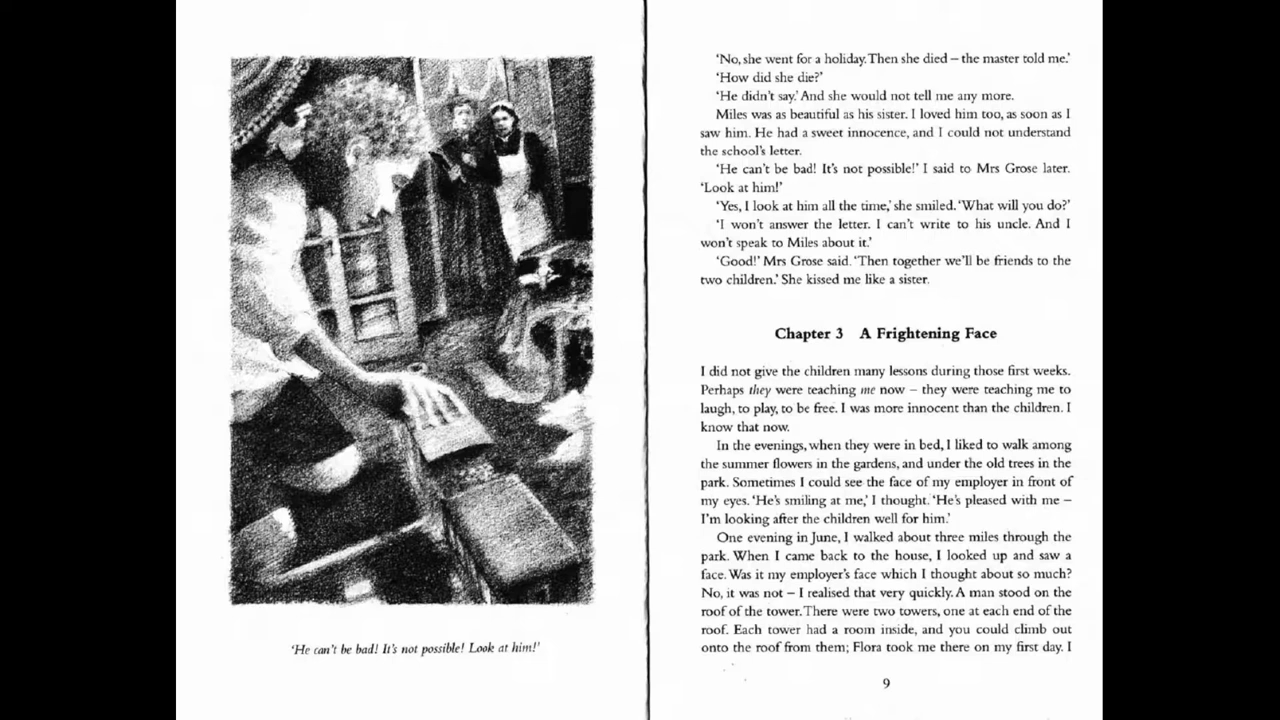 'He can't be bad! It's not possible! Look at him!'
'No, she went for a holiday. Then she died – the master told me.'
'How did she die?'
'He didn't say.' And she would not tell me any more.
Miles was as beautiful as his sister. I loved him too, as soon as I
saw him. He had a sweet innocence, and I could not understand
the school's letter.
'He can't be bad! It's not possible!' I said to Mrs Grose later.
'Look at him!'
'Yes, I look at him all the time,' she smiled. 'What will you do?'
'I won't answer the letter. I can't write to his uncle. And I
won't speak to Miles about it.'
'Good!' Mrs Grose said. 'Then together we'll be friends to the
two children.' She kissed me like a sister.
Chapter 3 A Frightening Face
I did not give the children many lessons during those first weeks.
Perhaps they were teaching me now – they were teaching me to
laugh, to play, to be free. I was more innocent than the children. I
know that now.
In the evenings, when they were in bed, I liked to walk among
the summer flowers in the gardens, and under the old trees in the
park. Sometimes I could see the face of my employer in front of
my eyes. 'He's smiling at me,' I thought. 'He's pleased with me –
I'm looking after the children well for him.'
One evening in June, I walked about three miles through the
park. When I came back to the house, I looked up and saw a
face. Was it my employer's face which I thought about so much?
No, it was not – I realised that very quickly. A man stood on the
roof of the tower. There were two towers, one at each end of the
roof. Each tower had a room inside, and you could climb out
onto the roof from them; Flora took me there on my first day. I
9